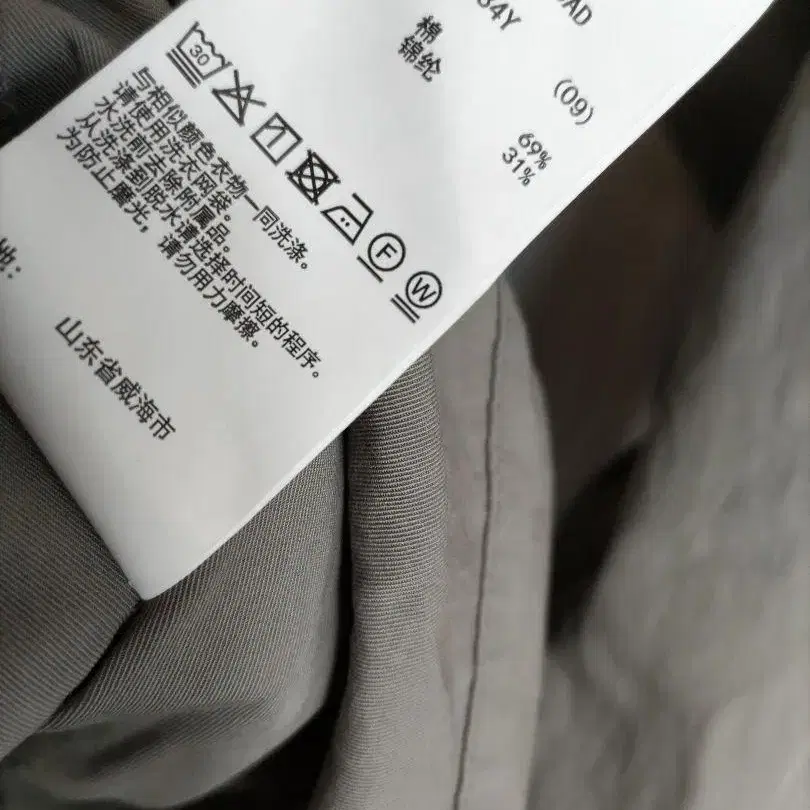 棉
锦纶
(09)
69%
31%
30
F
W
与相似颜色衣物一同洗涤。
请使用洗衣网袋。
水洗前去除附属品。
从洗涤到脱水请选择时间短的程序。
为防止磨光，请勿用力摩擦。
地：
山东省威海市